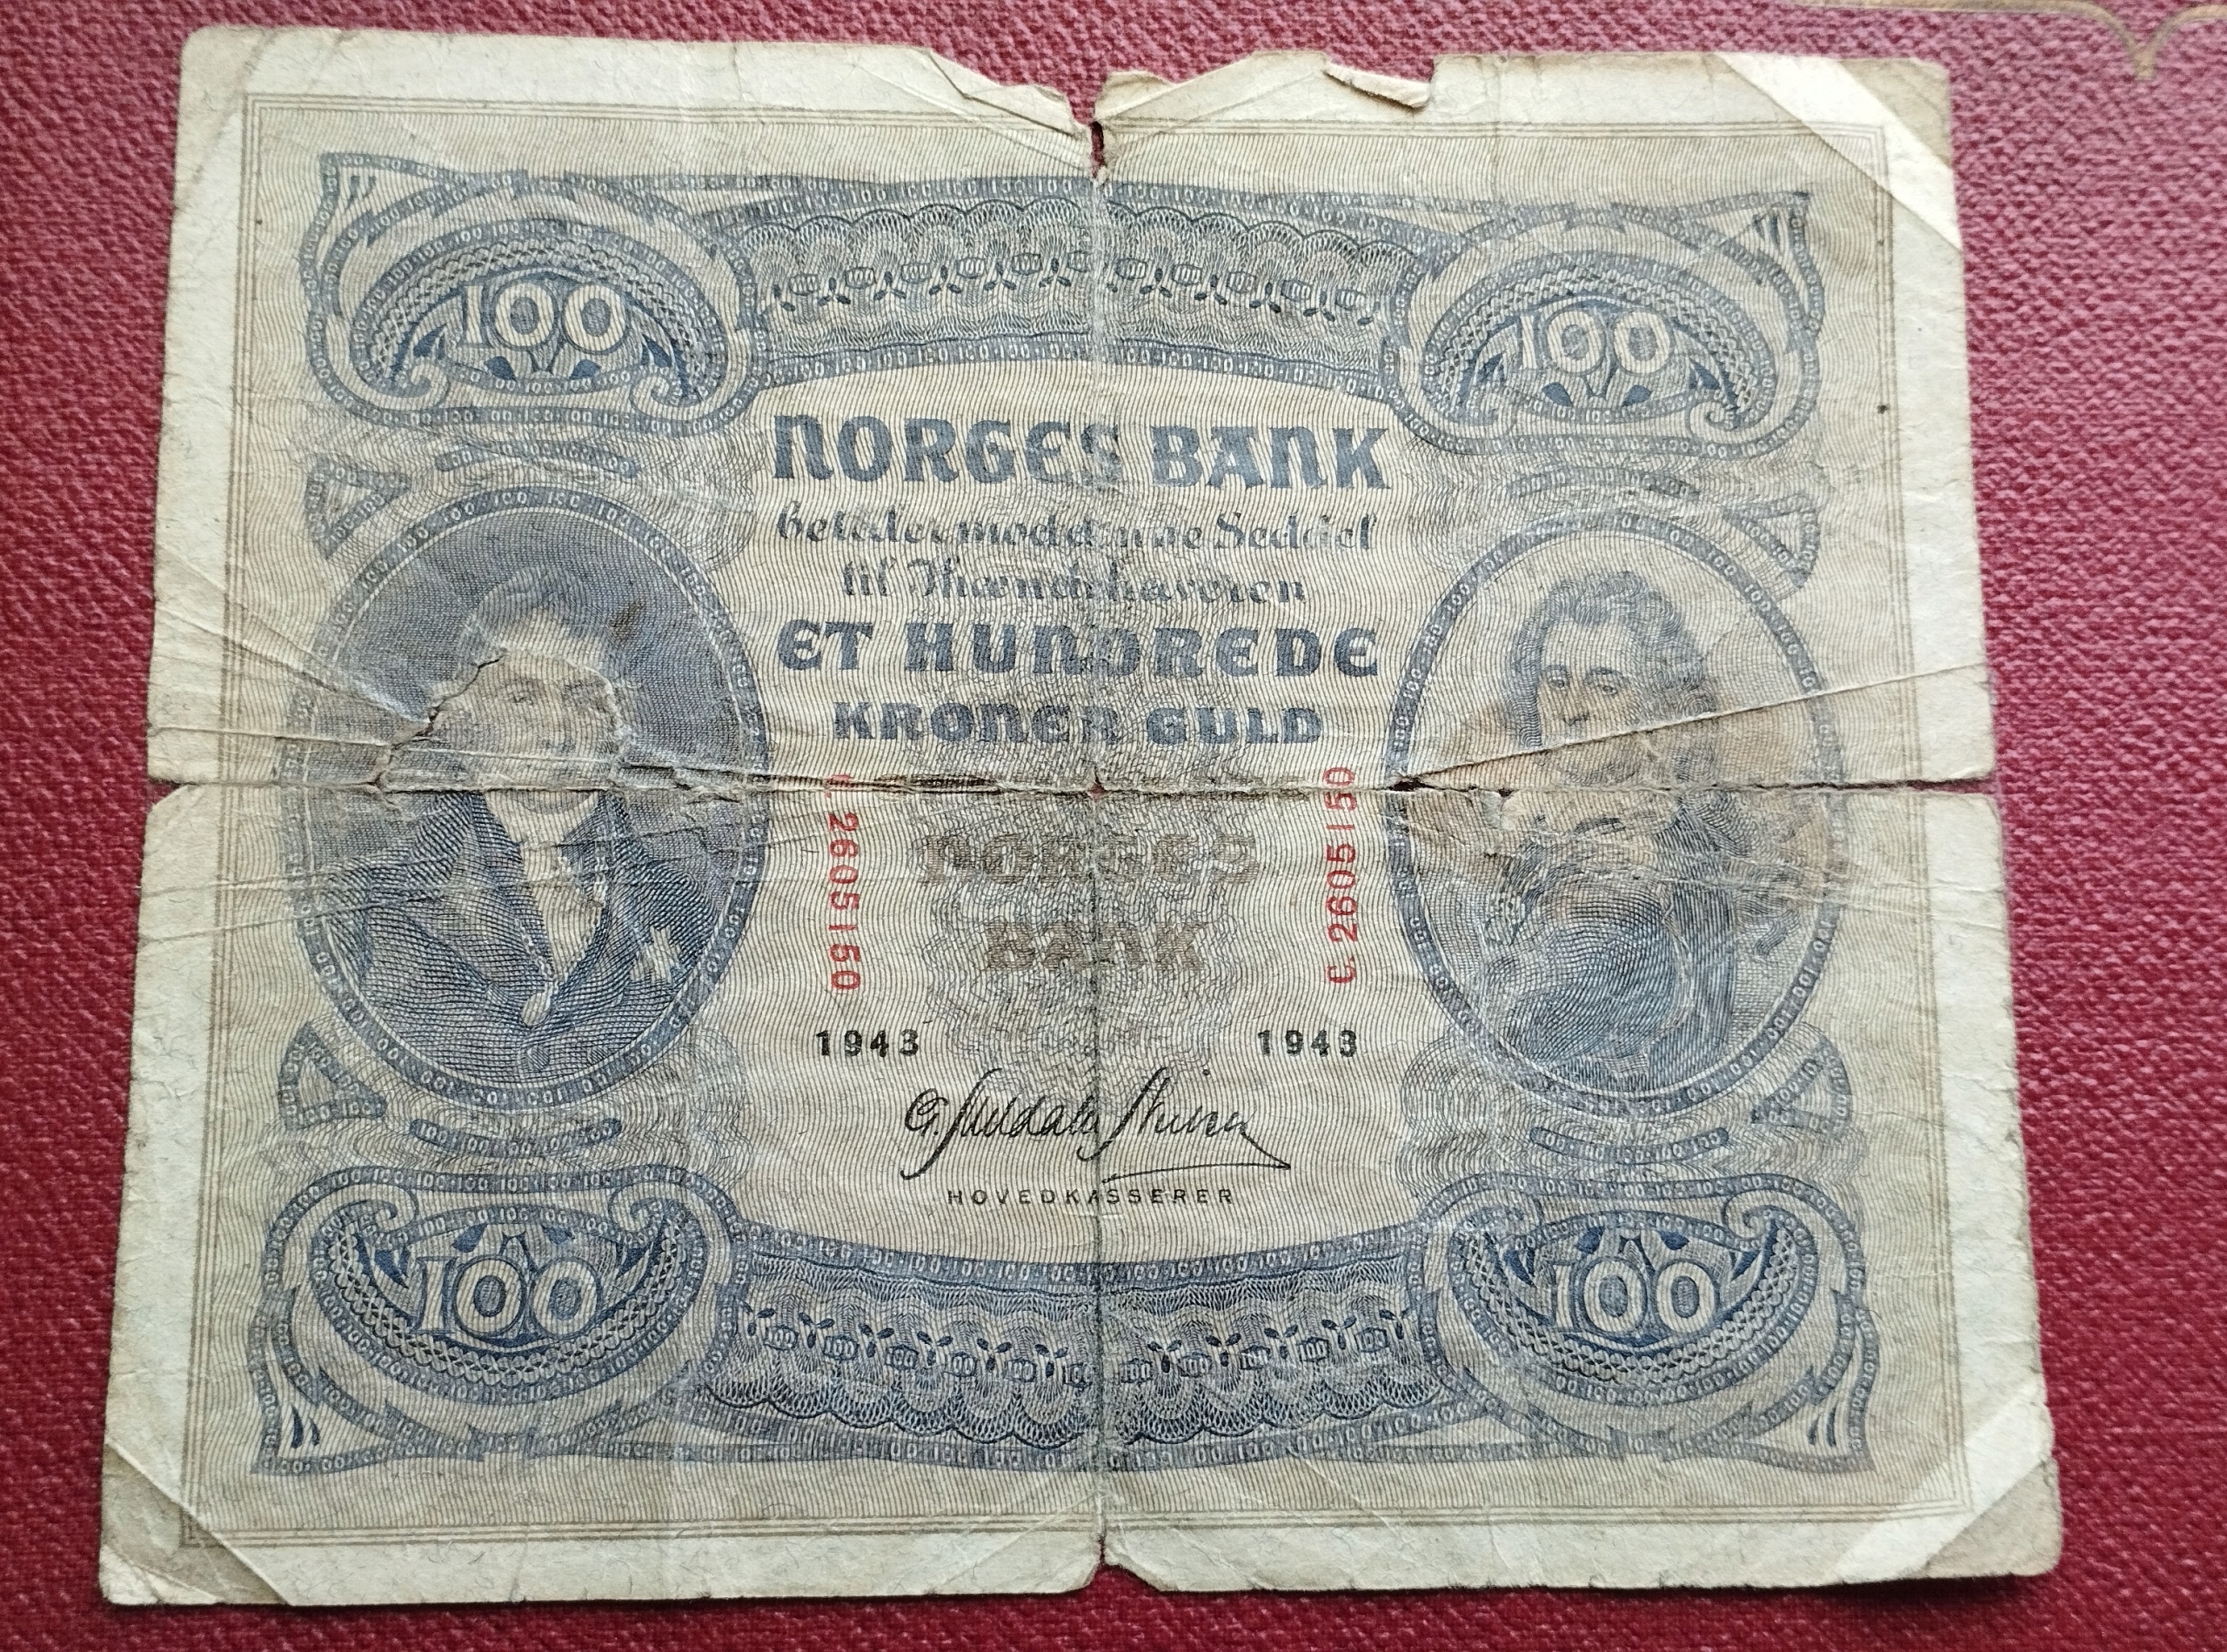 100 100
NORGES BANK
betaler mod denne Seddel
til Ihændehaveren
ET HUNDREDE
KRONER GULD
C. 2605150 C. 2605150
NORGES
BANK
1943 1943
HOVEDKASSERER
100 100